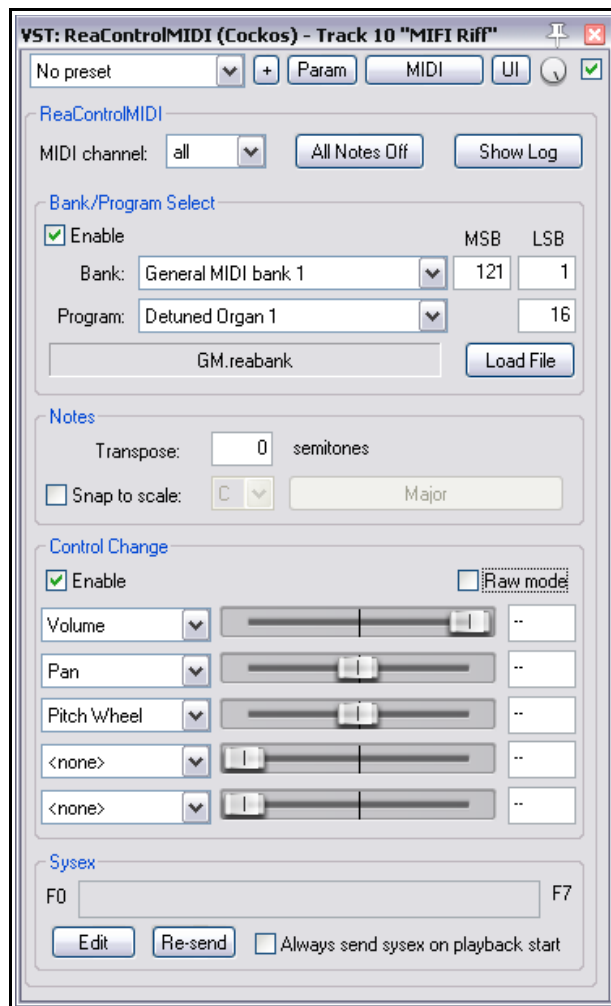 VST: ReaControlMIDI (Cockos) - Track 10 "MIFI Riff"
No preset + Param MIDI UI
ReaControlMIDI
MIDI channel: all All Notes Off Show Log
Bank/Program Select
Enable MSB LSB
Bank: General MIDI bank 1 121 1
Program: Detuned Organ 1 16
GM.reabank Load File
Notes
Transpose: 0 semitones
Snap to scale: C Major
Control Change
Enable Raw mode
Volume --
Pan --
Pitch Wheel --
<none> --
<none> --
Sysex
F0 F7
Edit Re-send Always send sysex on playback start